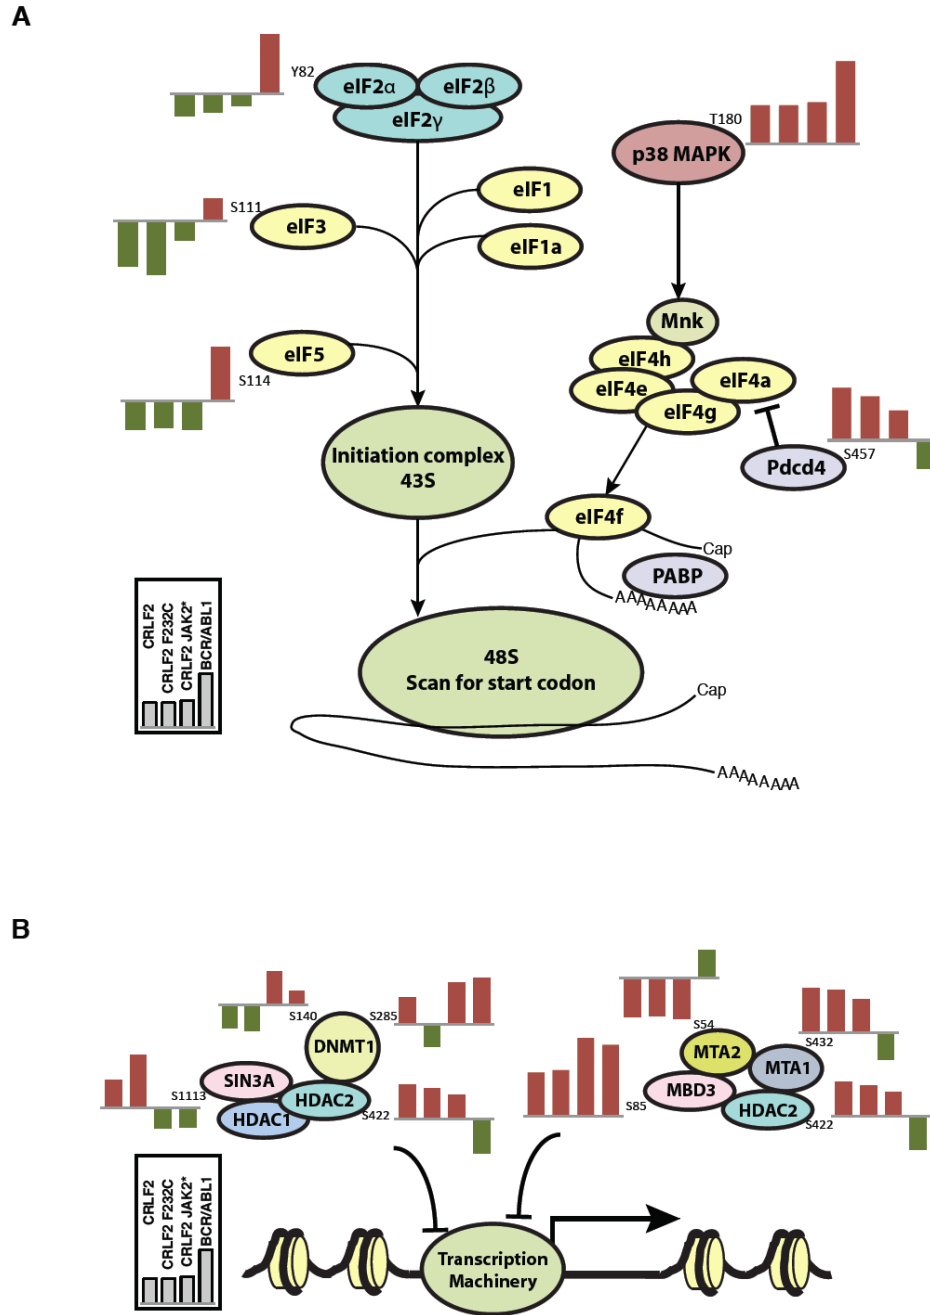 A
Y82
eIF2α
eIF2β
eIF2γ
T180
p38 MAPK
S111
eIF3
eIF1
eIF1a
Mnk
eIF4h
eIF4e
eIF4a
eIF4g
S114
eIF5
S457
Pdcd4
Initiation complex
43S
eIF4f
Cap
PABP
AAAAAAAA
CRLF2
CRLF2 F232C
CRLF2 JAK2*
BCR/ABL1
48S
Scan for start codon
Cap
AAAAAAAA
B
S140
S285
DNMT1
S54
MTA2
S432
MTA1
SIN3A
S1113
HDAC2
HDAC1
S422
S85
MBD3
HDAC2
S422
CRLF2
CRLF2 F232C
CRLF2 JAK2*
BCR/ABL1
Transcription
Machinery